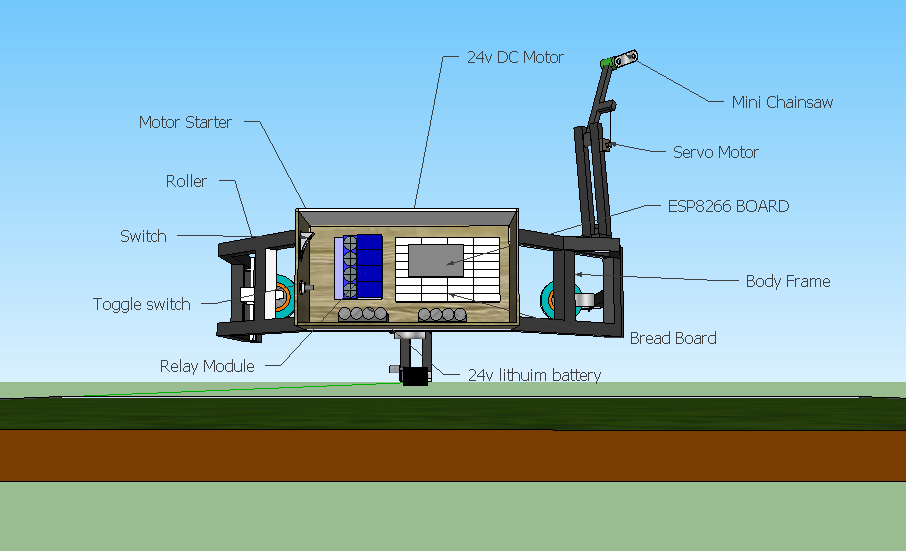 24v DC Motor
Mini Chainsaw
Motor Starter
Servo Motor
Roller
ESP8266 BOARD
Switch
Body Frame
Toggle switch
Bread Board
Relay Module
24v lithuim battery